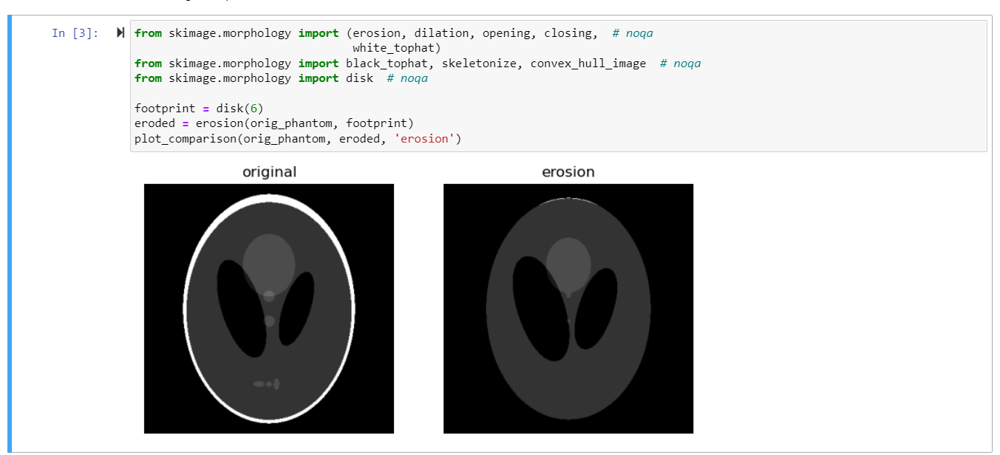 In [3]:
from skimage.morphology import (erosion, dilation, opening, closing,  # noqa
                                white_tophat)
from skimage.morphology import black_tophat, skeletonize, convex_hull_image  # noqa
from skimage.morphology import disk  # noqa

footprint = disk(6)
eroded = erosion(orig_phantom, footprint)
plot_comparison(orig_phantom, eroded, 'erosion')
original
erosion